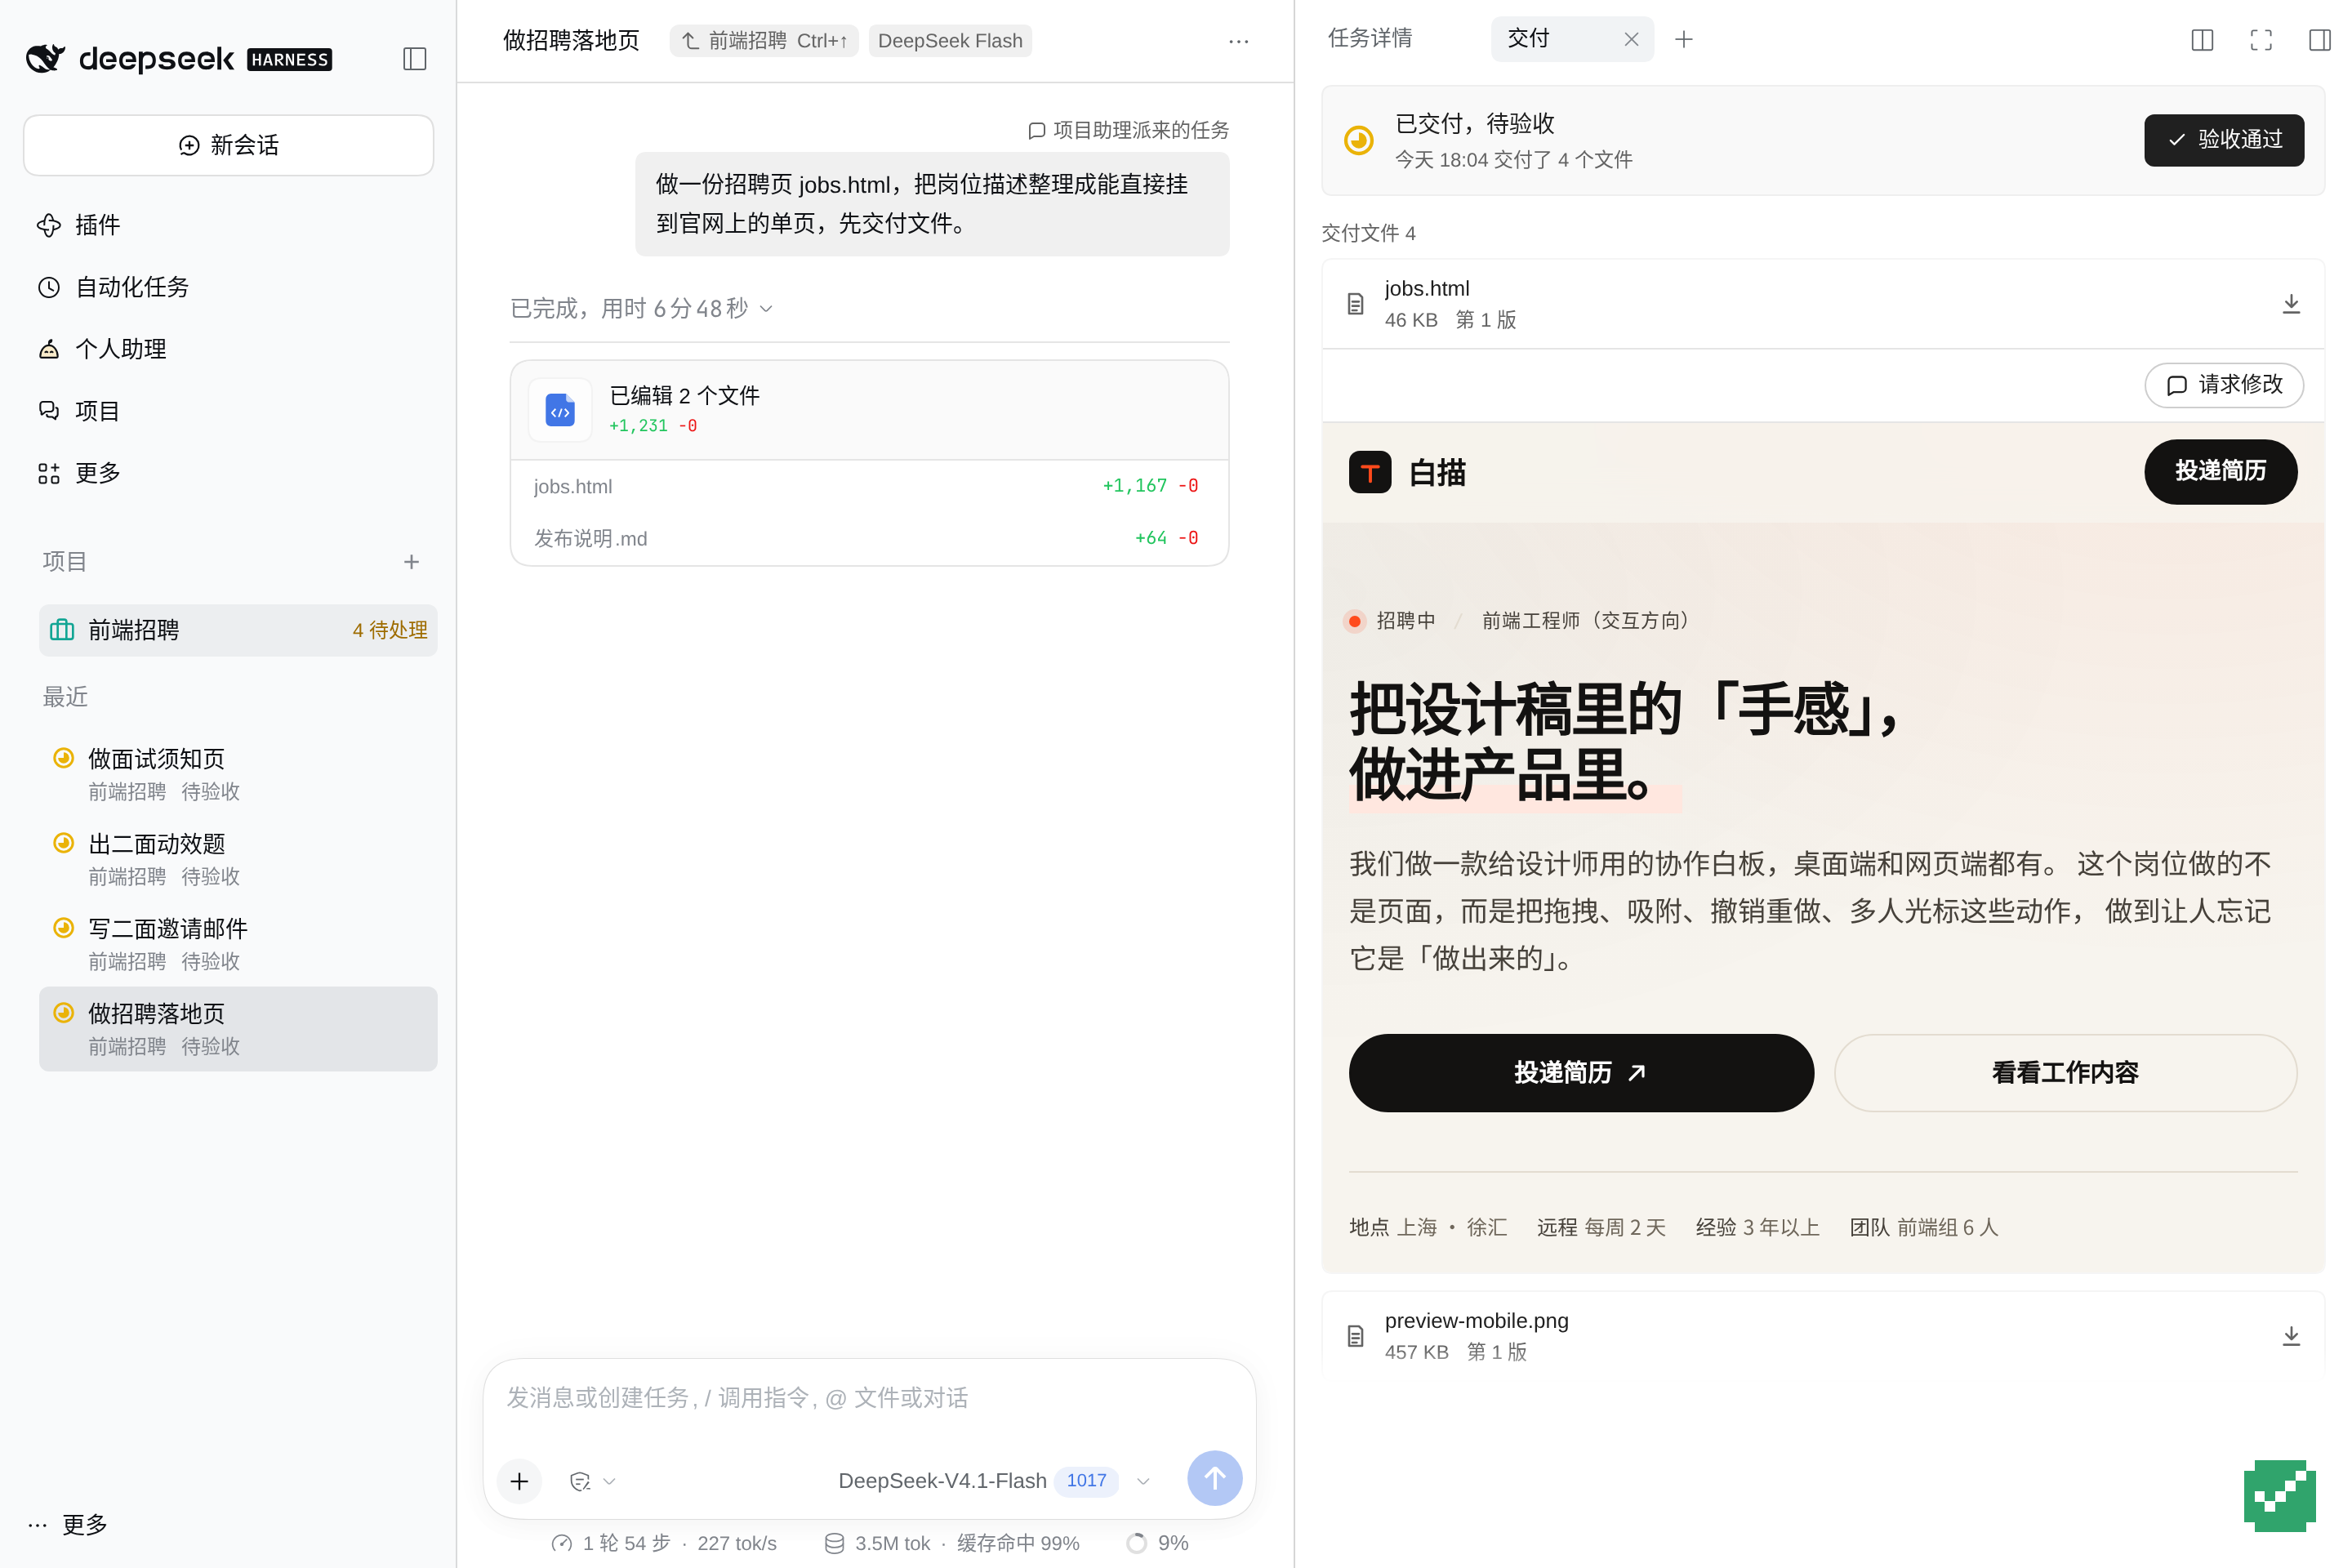 deepseek HARNESS
新会话
插件
自动化任务
个人助理
项目
更多
项目
前端招聘 4 待处理
最近
做面试须知页
前端招聘 待验收
出二面动效题
前端招聘 待验收
写二面邀请邮件
前端招聘 待验收
做招聘落地页
前端招聘 待验收
更多
做招聘落地页 前端招聘 Ctrl+↑ DeepSeek Flash
项目助理派来的任务
做一份招聘页 jobs.html，把岗位描述整理成能直接挂
到官网上的单页，先交付文件。
已完成，用时 6 分 48 秒
已编辑 2 个文件
+1,231 -0
jobs.html +1,167 -0
发布说明.md +64 -0
发消息或创建任务, / 调用指令, @ 文件或对话
DeepSeek-V4.1-Flash 1017
1 轮 54 步 · 227 tok/s 3.5M tok · 缓存命中 99% 9%
任务详情 交付
已交付，待验收
今天 18:04 交付了 4 个文件
验收通过
交付文件 4
jobs.html
46 KB 第 1 版
请求修改
白描 投递简历
招聘中 / 前端工程师（交互方向）
把设计稿里的「手感」，
做进产品里。
我们做一款给设计师用的协作白板，桌面端和网页端都有。 这个岗位做的不
是页面，而是把拖拽、吸附、撤销重做、多人光标这些动作， 做到让人忘记
它是「做出来的」。
投递简历 ↗ 看看工作内容
地点 上海 · 徐汇 远程 每周 2 天 经验 3 年以上 团队 前端组 6 人
preview-mobile.png
457 KB 第 1 版